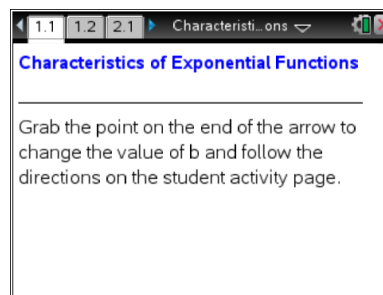 1.1 1.2 2.1 Characteristi...ons
Characteristics of Exponential Functions
Grab the point on the end of the arrow to
change the value of b and follow the
directions on the student activity page.